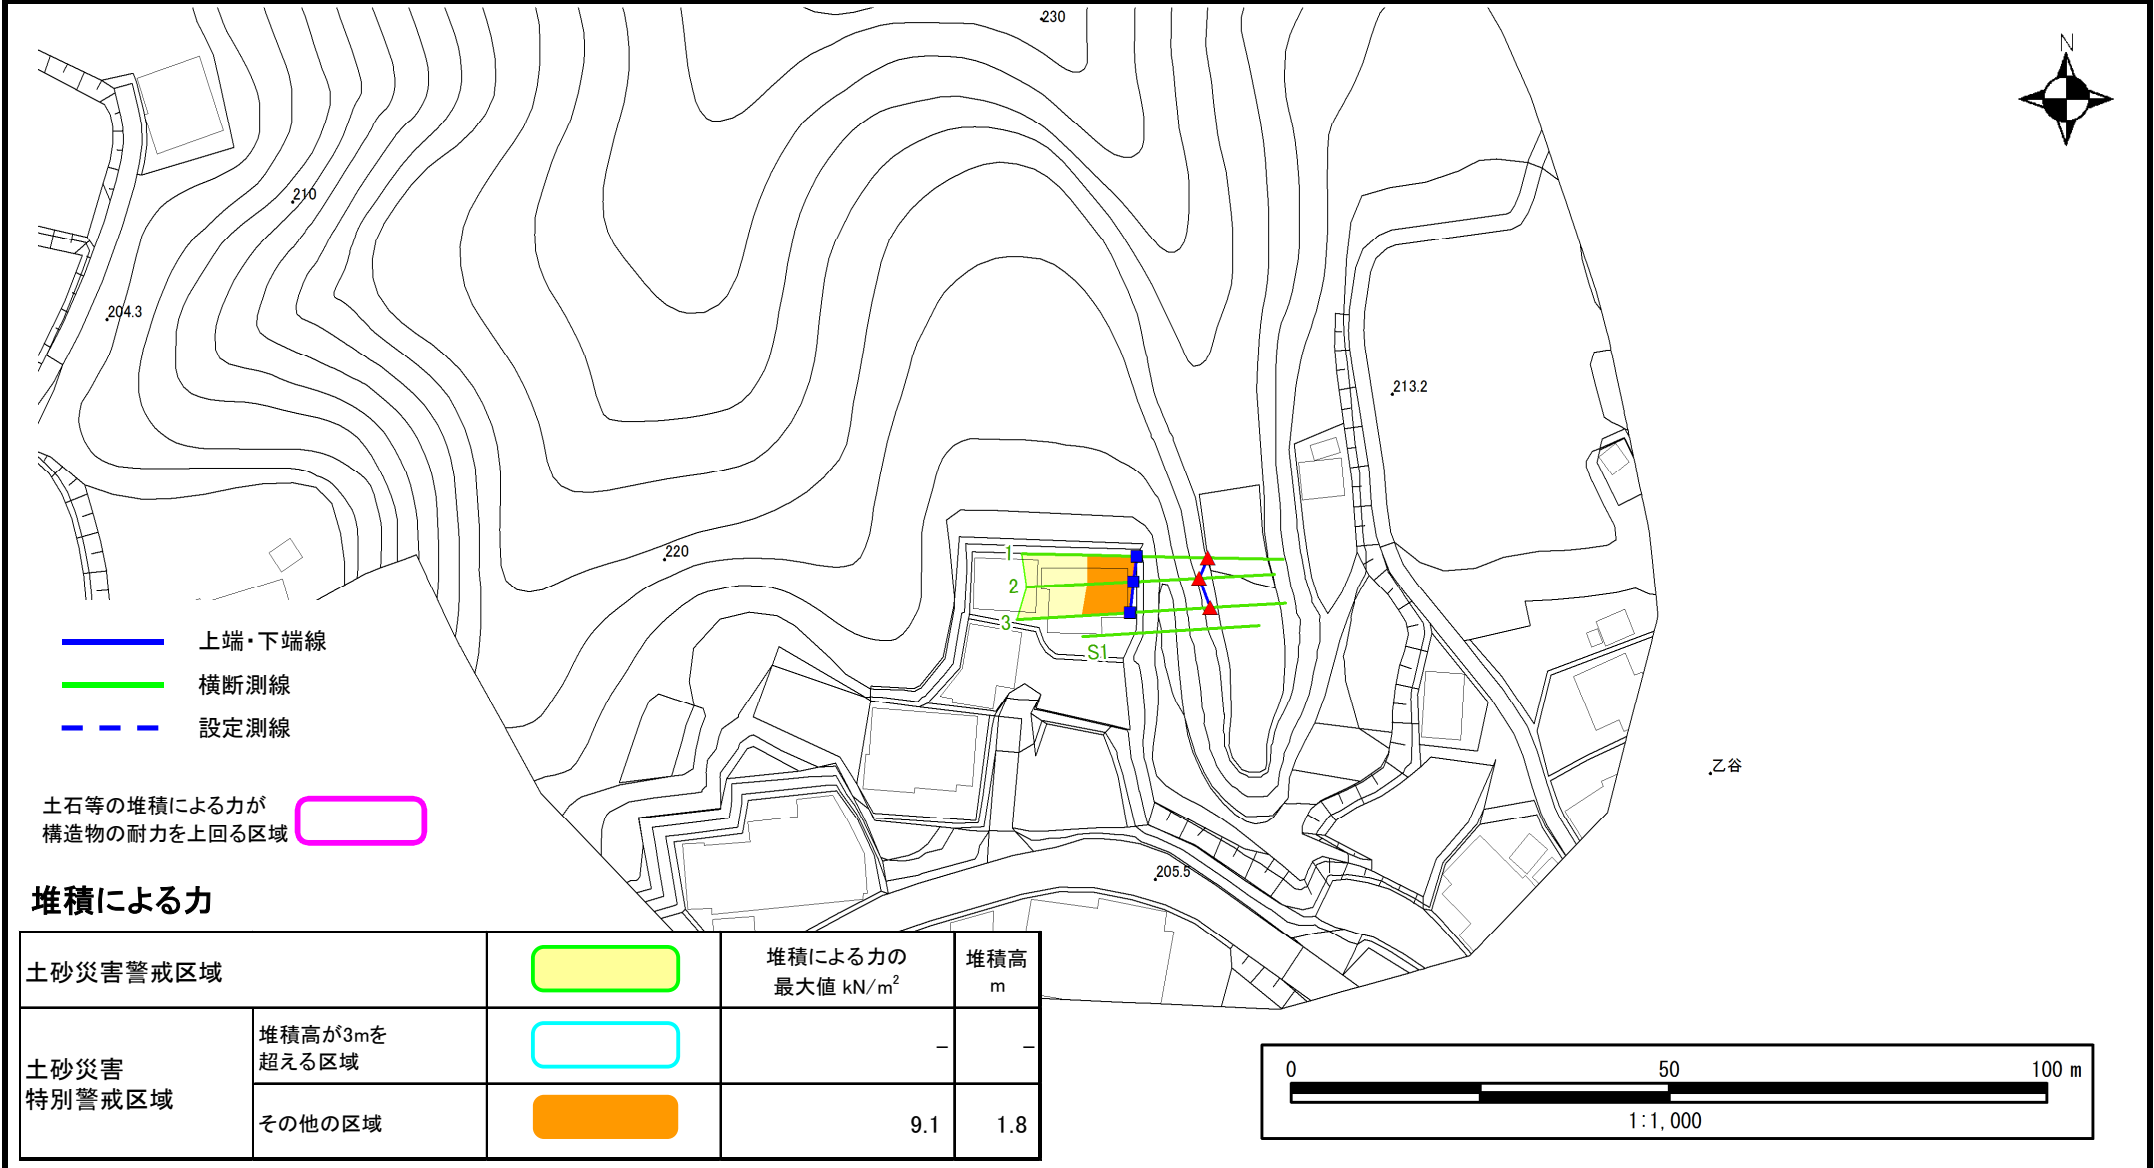 230
N
210
204.3
213.2
220
1
2
3
S1
上端・下端線
横断測線
設定測線
乙谷
土石等の堆積による力が
構造物の耐力を上回る区域
205.5
堆積による力
土砂災害警戒区域
堆積による力の
最大値 kN/m²
堆積高
m
土砂災害
特別警戒区域
堆積高が3mを
超える区域
－
－
その他の区域
9.1
1.8
0
50
100 m
1:1,000